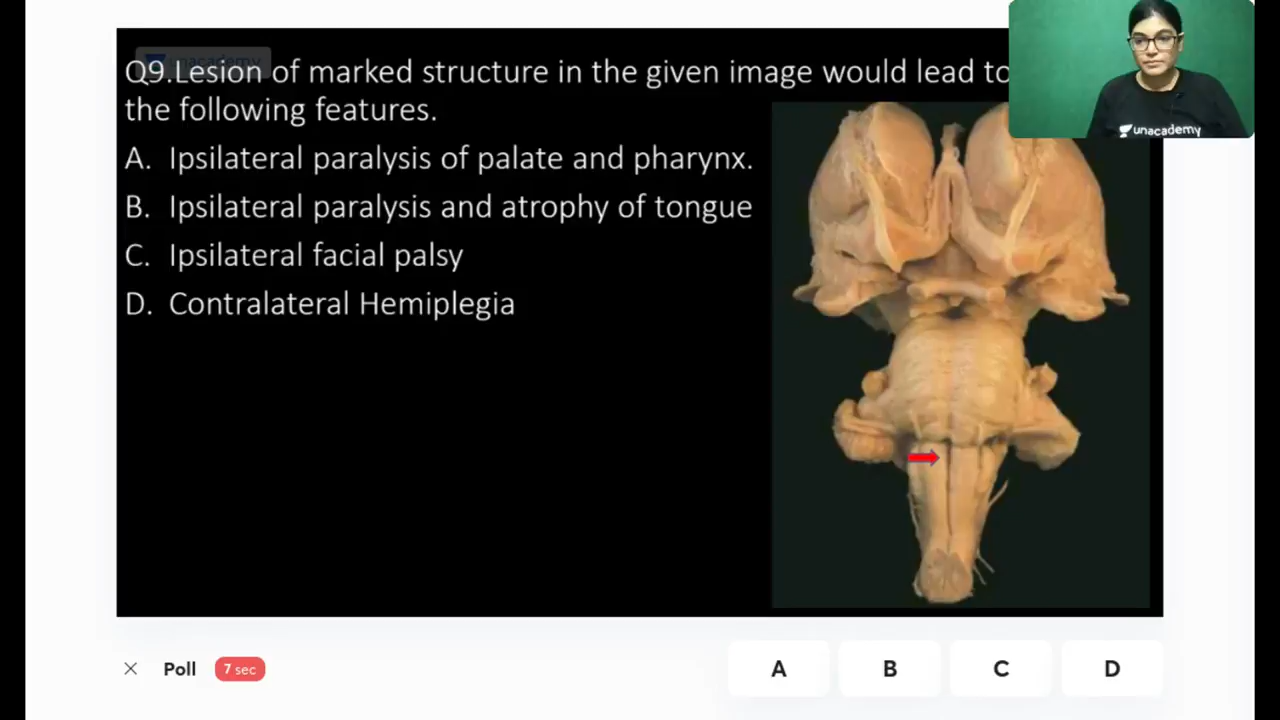 unacademy
Q9.Lesion of marked structure in the given image would lead to
the following features.
A. Ipsilateral paralysis of palate and pharynx.
B. Ipsilateral paralysis and atrophy of tongue
C. Ipsilateral facial palsy
D. Contralateral Hemiplegia
unacademy
Poll 7 sec A B C D